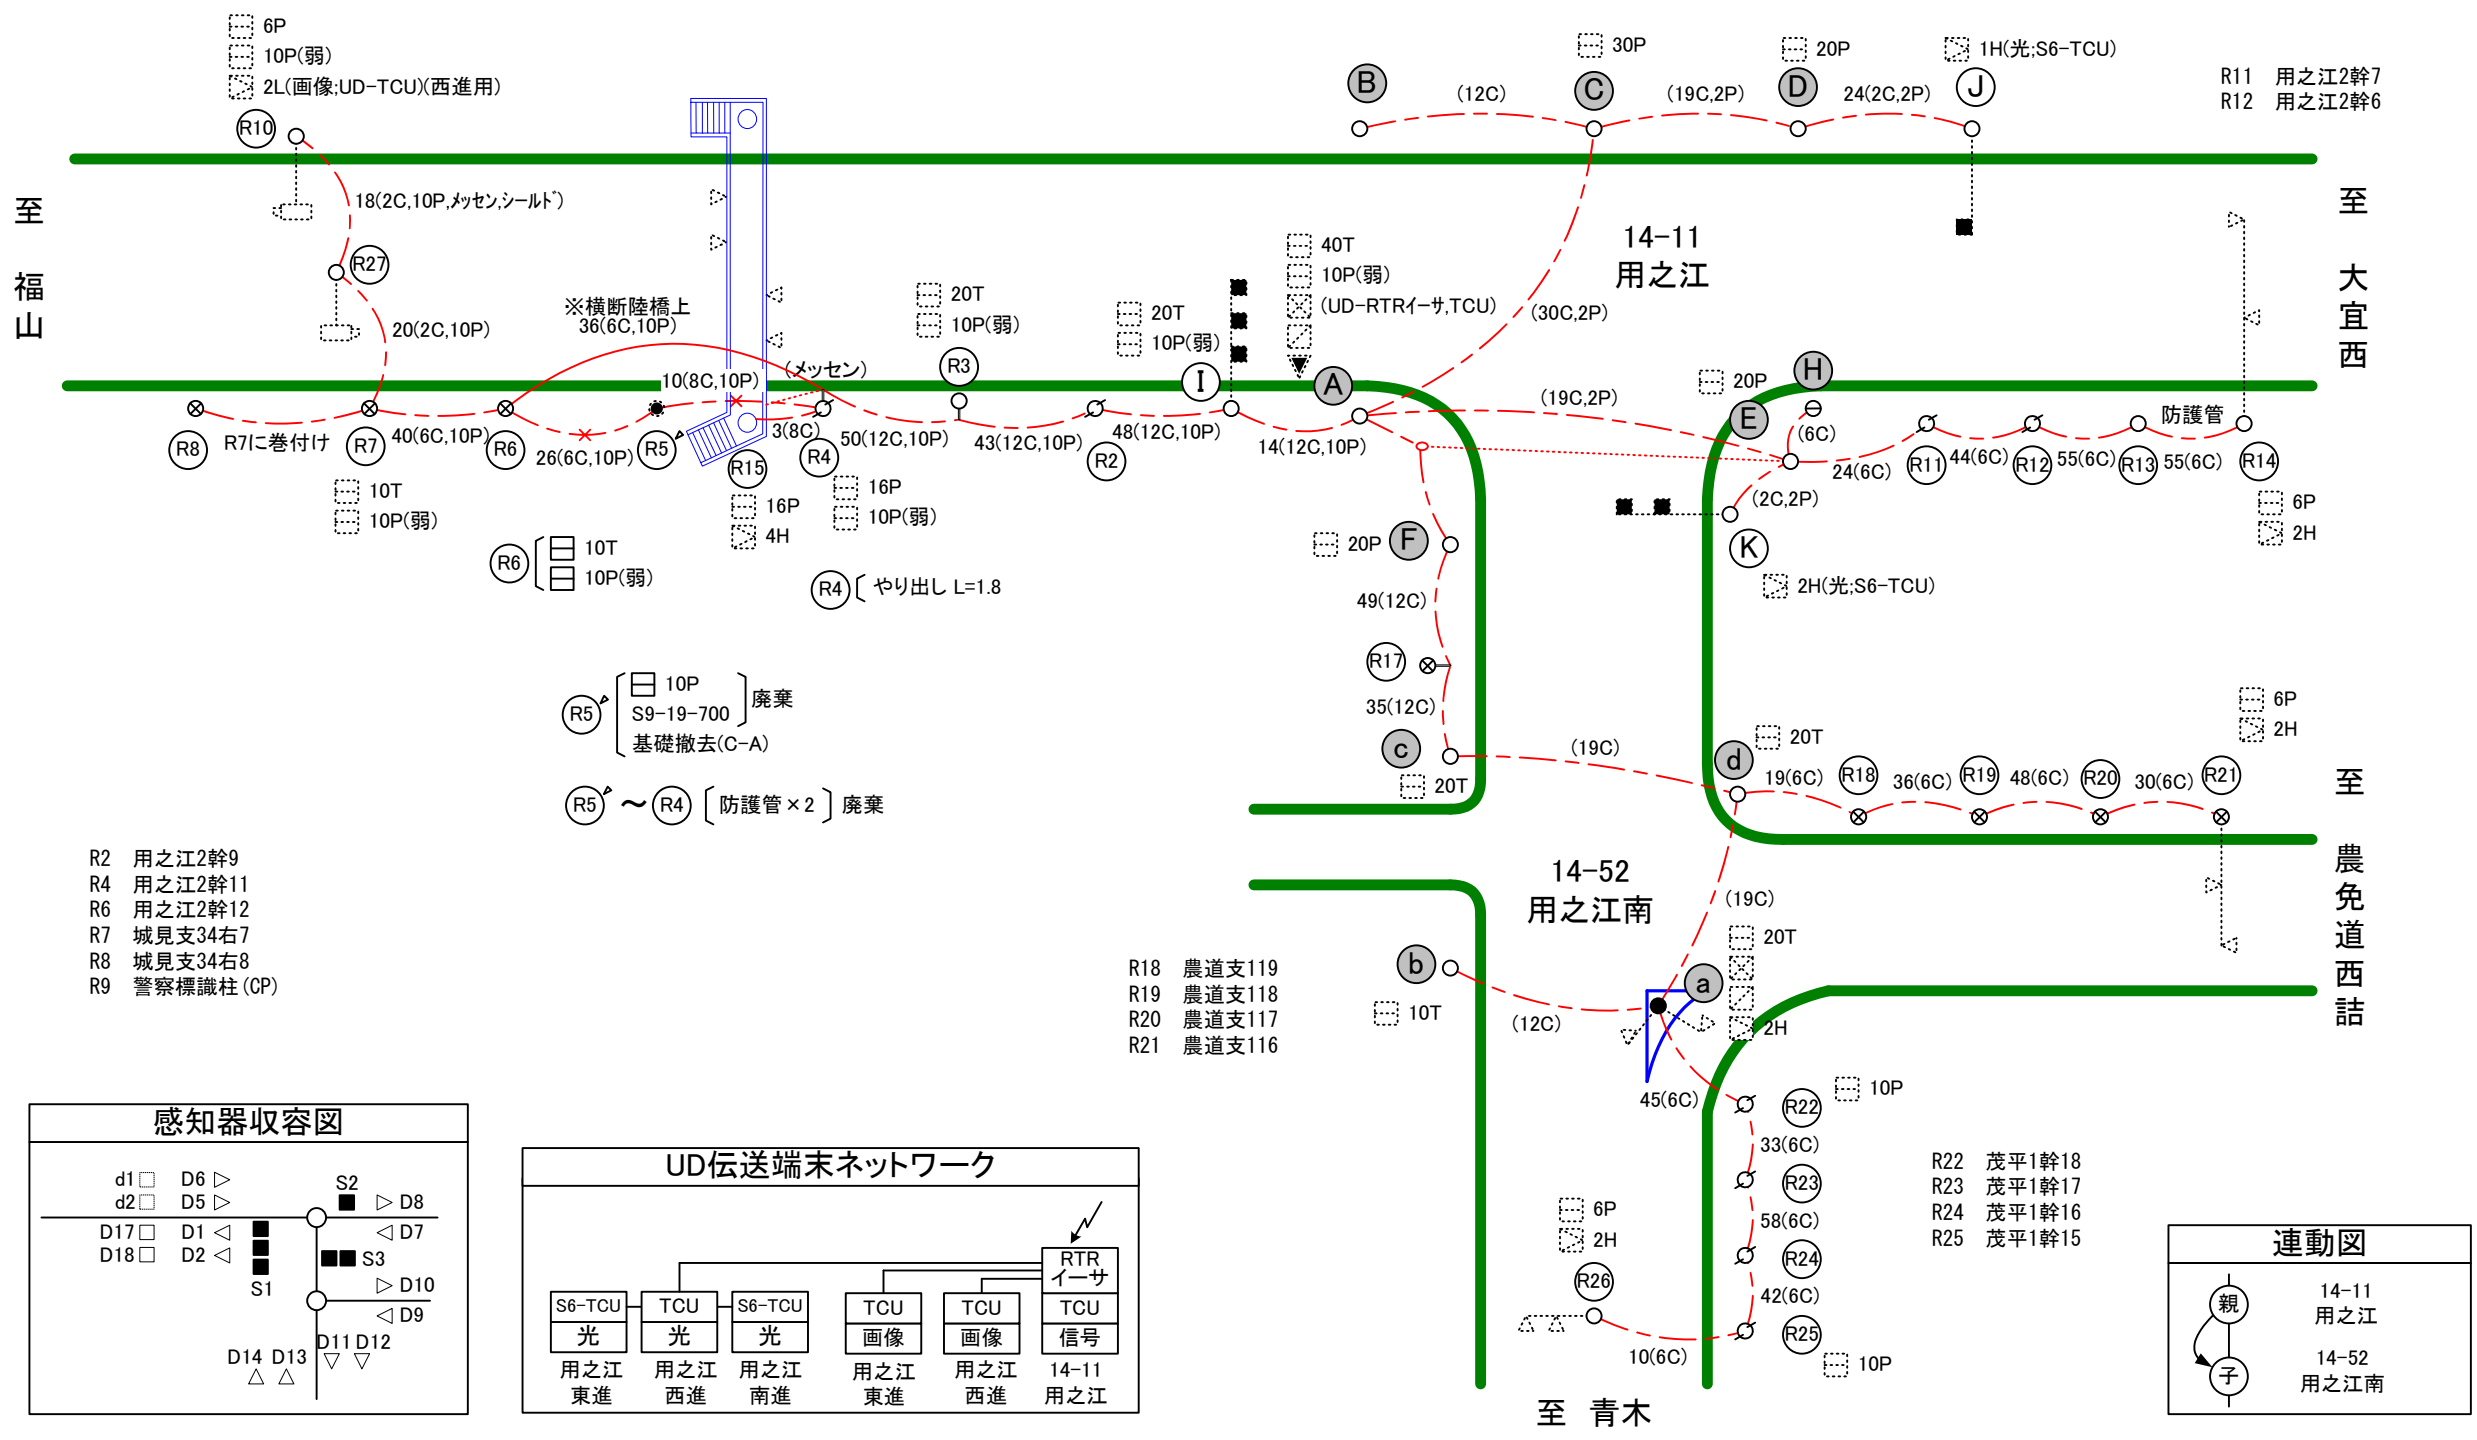 6P
10P(弱)
2L(画像;UD-TCU)(西進用)
R10
18(2C,10P,メッセン,シールド)
R27
20(2C,10P)
至 福山
※横断陸橋上
36(6C,10P)
10(8C,10P)
(メッセン)
20T
10P(弱)
R3
20T
10P(弱)
I
40T
10P(弱)
(UD-RTRイーサ,TCU)
A
B
(12C)
30P
C
(19C,2P)
20P
D
24(2C,2P)
1H(光;S6-TCU)
J
R11 用之江2幹7
R12 用之江2幹6
14-11
用之江
(30C,2P)
至 大宜西
R8
R7に巻付け
R7
40(6C,10P)
R6
26(6C,10P)
R5
R15
3(8C)
R4
50(12C,10P)
43(12C,10P)
R2
48(12C,10P)
14(12C,10P)
(19C,2P)
20P
H
E
(6C)
24(6C)
R11
44(6C)
R12
55(6C)
R13
防護管
55(6C)
R14
6P
2H
(2C,2P)
K
2H(光;S6-TCU)
10T
10P(弱)
16P
4H
16P
10P(弱)
R6
10T
10P(弱)
R4
やり出し L=1.8
20P
F
49(12C)
R17
35(12C)
c
20T
(19C)
d
20T
19(6C)
R18
36(6C)
R19
48(6C)
R20
30(6C)
R21
6P
2H
至 農免道西詰
R5
10P
S9-19-700
廃棄
基礎撤去(C-A)
R5 ～ R4 防護管×2 廃棄
R2 用之江2幹9
R4 用之江2幹11
R6 用之江2幹12
R7 城見支34右7
R8 城見支34右8
R9 警察標識柱(CP)
14-52
用之江南
(19C)
20T
2H
a
b
10T
(12C)
R18 農道支119
R19 農道支118
R20 農道支117
R21 農道支116
45(6C)
R22
10P
33(6C)
R23
58(6C)
R24
42(6C)
R25
10P
10(6C)
6P
2H
R26
至 青木
R22 茂平1幹18
R23 茂平1幹17
R24 茂平1幹16
R25 茂平1幹15
感知器収容図
d1 D6
d2 D5
S2
D8
D17 D1
D7
D18 D2
S1
S3
D10
D9
D11 D12
D14 D13
UD伝送端末ネットワーク
RTR
イーサ
S6-TCU
光
用之江
東進
TCU
光
用之江
西進
S6-TCU
光
用之江
南進
TCU
画像
用之江
東進
TCU
画像
用之江
西進
TCU
信号
14-11
用之江
連動図
親
14-11
用之江
子
14-52
用之江南